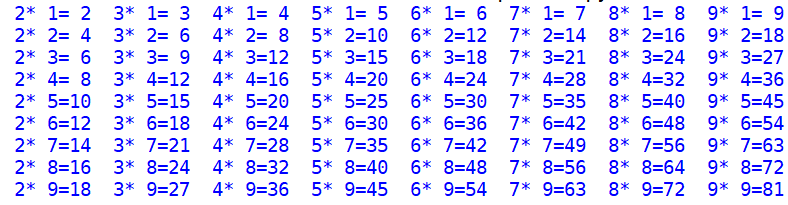 2* 1= 2  3* 1= 3  4* 1= 4  5* 1= 5  6* 1= 6  7* 1= 7  8* 1= 8  9* 1= 9
2* 2= 4  3* 2= 6  4* 2= 8  5* 2=10  6* 2=12  7* 2=14  8* 2=16  9* 2=18
2* 3= 6  3* 3= 9  4* 3=12  5* 3=15  6* 3=18  7* 3=21  8* 3=24  9* 3=27
2* 4= 8  3* 4=12  4* 4=16  5* 4=20  6* 4=24  7* 4=28  8* 4=32  9* 4=36
2* 5=10  3* 5=15  4* 5=20  5* 5=25  6* 5=30  7* 5=35  8* 5=40  9* 5=45
2* 6=12  3* 6=18  4* 6=24  5* 6=30  6* 6=36  7* 6=42  8* 6=48  9* 6=54
2* 7=14  3* 7=21  4* 7=28  5* 7=35  6* 7=42  7* 7=49  8* 7=56  9* 7=63
2* 8=16  3* 8=24  4* 8=32  5* 8=40  6* 8=48  7* 8=56  8* 8=64  9* 8=72
2* 9=18  3* 9=27  4* 9=36  5* 9=45  6* 9=54  7* 9=63  8* 9=72  9* 9=81